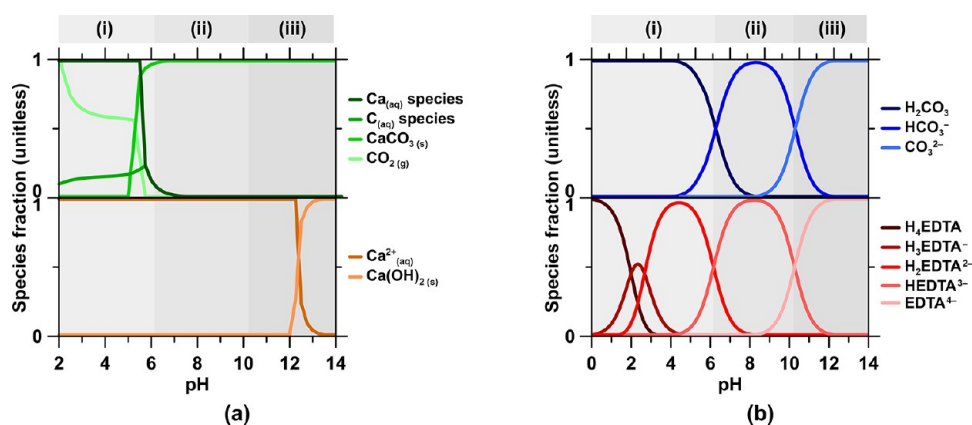 (i) (ii) (iii)
Species fraction (unitless)
1
0
1
0
2 4 6 8 10 12 14
pH
Ca(aq) species
C(aq) species
CaCO3 (s)
CO2 (g)
Ca2+(aq)
Ca(OH)2 (s)
(a)
(i) (ii) (iii)
Species fraction (unitless)
1
0
1
0
0 2 4 6 8 10 12 14
pH
H2CO3
HCO3−
CO32−
H4EDTA
H3EDTA−
H2EDTA2−
HEDTA3−
EDTA4−
(b)